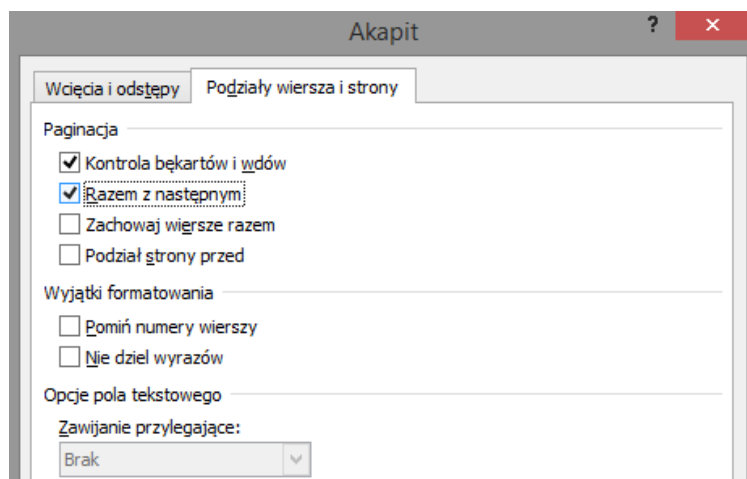 Akapit ?
Wcięcia i odstępy Podziały wiersza i strony
Paginacja
Kontrola bękartów i wdów
Razem z następnym
Zachowaj wiersze razem
Podział strony przed
Wyjątki formatowania
Pomiń numery wierszy
Nie dziel wyrazów
Opcje pola tekstowego
Zawijanie przylegające:
Brak